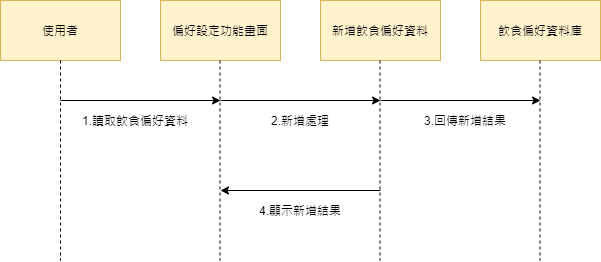 使用者
偏好設定功能畫面
新增飲食偏好資料
飲食偏好資料庫
1.讀取飲食偏好資料
2.新增處理
3.回傳新增結果
4.顯示新增結果